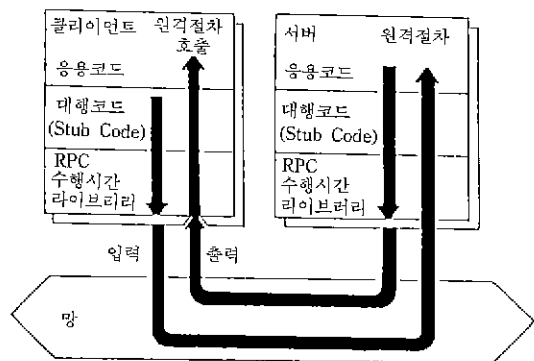 클리이언트 원격절차
호출
응용코드
대행코드
(Stub Code)
RPC
수행시간
라이브리리
서버 원격절차
응용코드
대행코드
(Stub Code)
RPC
수행시간
리이브러리
입력 출력
망